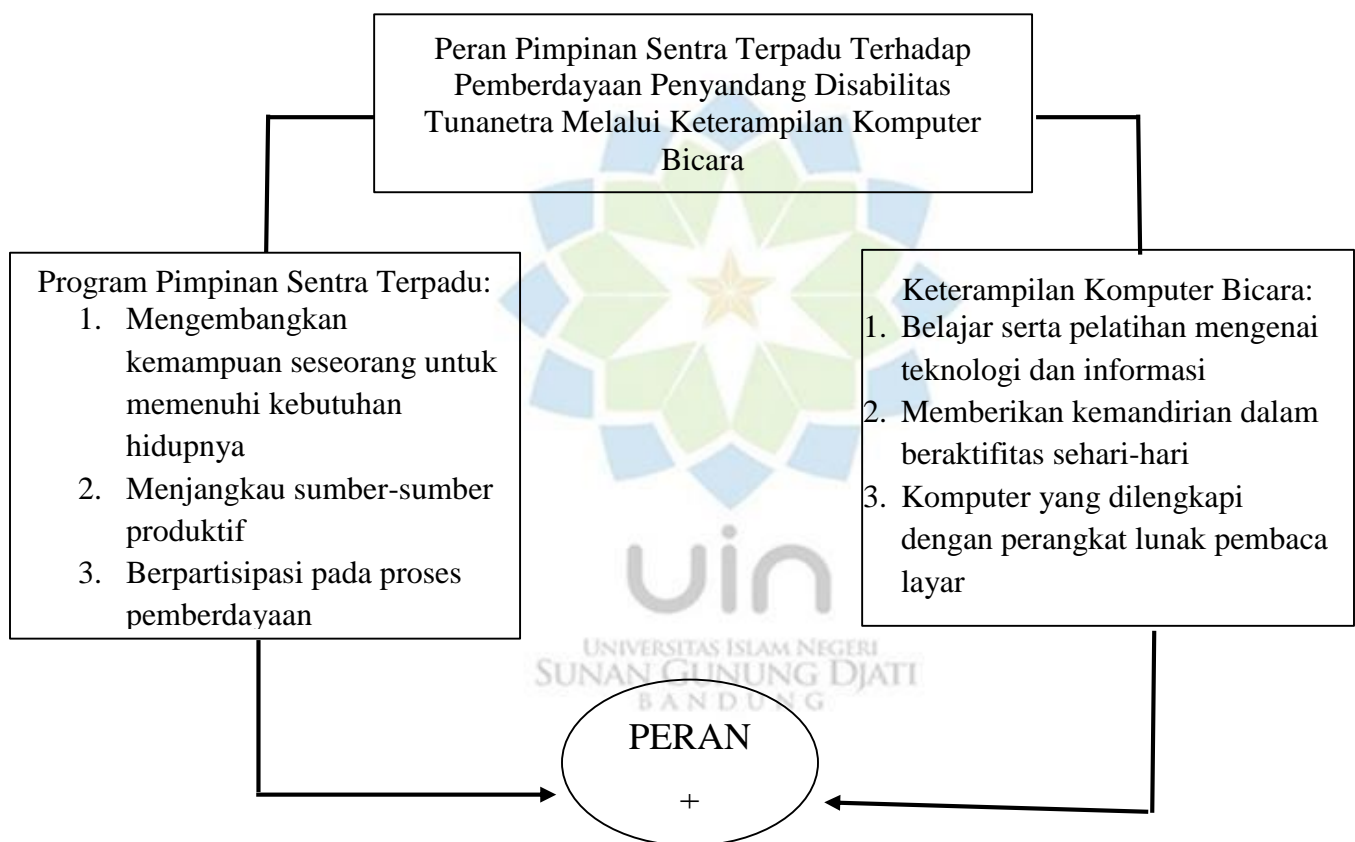 Peran Pimpinan Sentra Terpadu Terhadap
Pemberdayaan Penyandang Disabilitas
Tunanetra Melalui Keterampilan Komputer
Bicara
Program Pimpinan Sentra Terpadu:
1. Mengembangkan
kemampuan seseorang untuk
memenuhi kebutuhan
hidupnya
2. Menjangkau sumber-sumber
produktif
3. Berpartisipasi pada proses
pemberdayaan
Keterampilan Komputer Bicara:
1. Belajar serta pelatihan mengenai
teknologi dan informasi
2. Memberikan kemandirian dalam
beraktifitas sehari-hari
3. Komputer yang dilengkapi
dengan perangkat lunak pembaca
layar
uin
UNIVERSITAS ISLAM NEGERI
SUNAN GUNUNG DJATI
BANDUNG
PERAN
+